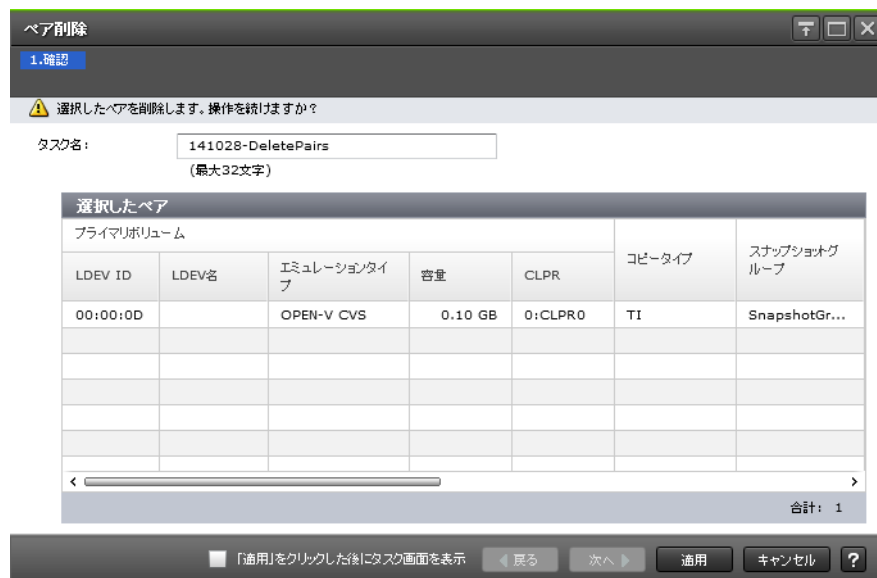 ペア削除
1.確認
選択したペアを削除します。操作を続けますか？
タスク名:
141028-DeletePairs
(最大32文字)
選択したペア
プライマリボリューム
コピータイプ
スナップショットグ
ループ
LDEV ID
LDEV名
エミュレーションタイ
プ
容量
CLPR
00:00:0D
OPEN-V CVS
0.10 GB
0:CLPR0
TI
SnapshotGr...
合計: 1
「適用」をクリックした後にタスク画面を表示
戻る
次へ
適用
キャンセル
?